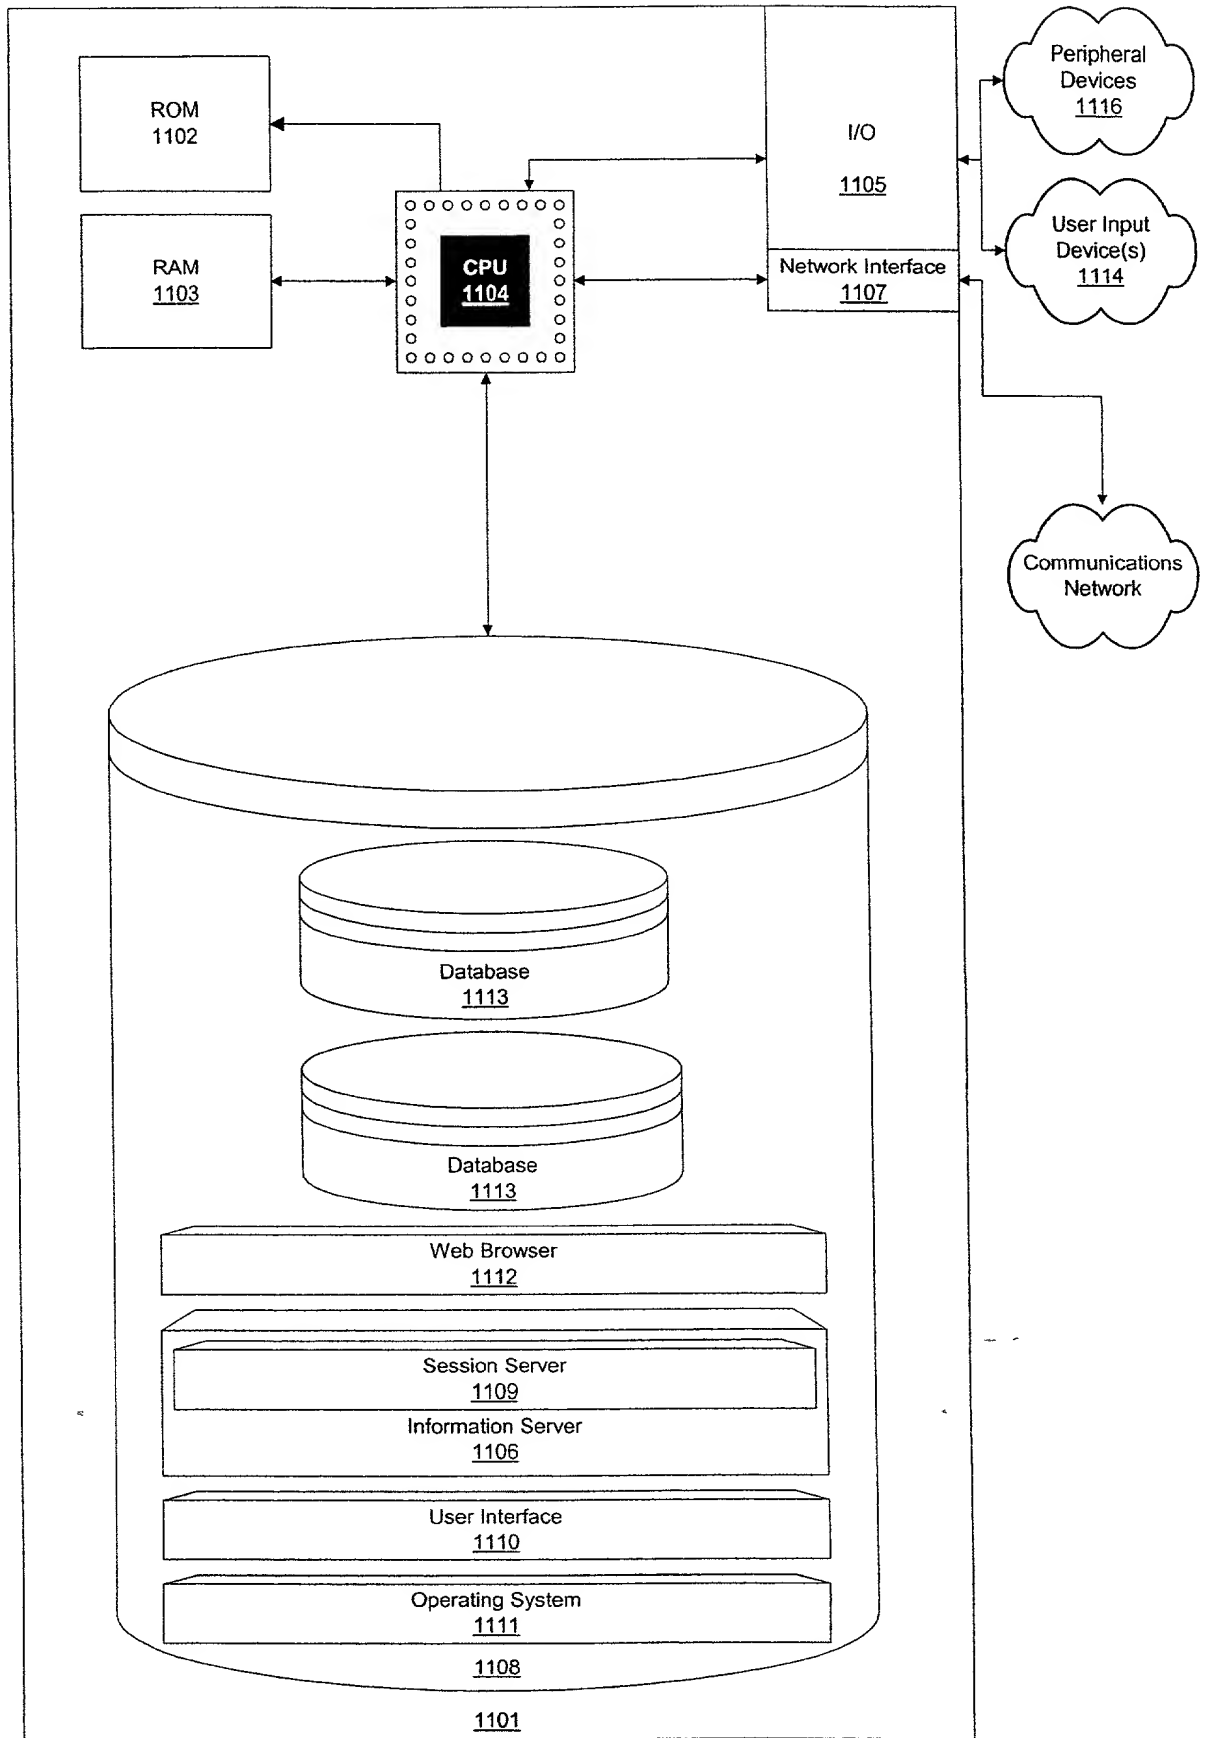 ROM
1102
RAM
1103
CPU
1104
I/O
1105
Network Interface
1107
Peripheral
Devices
1116
User Input
Device(s)
1114
Communications
Network
Database
1113
Database
1113
Web Browser
1112
Session Server
1109
Information Server
1106
User Interface
1110
Operating System
1111
1108
1101